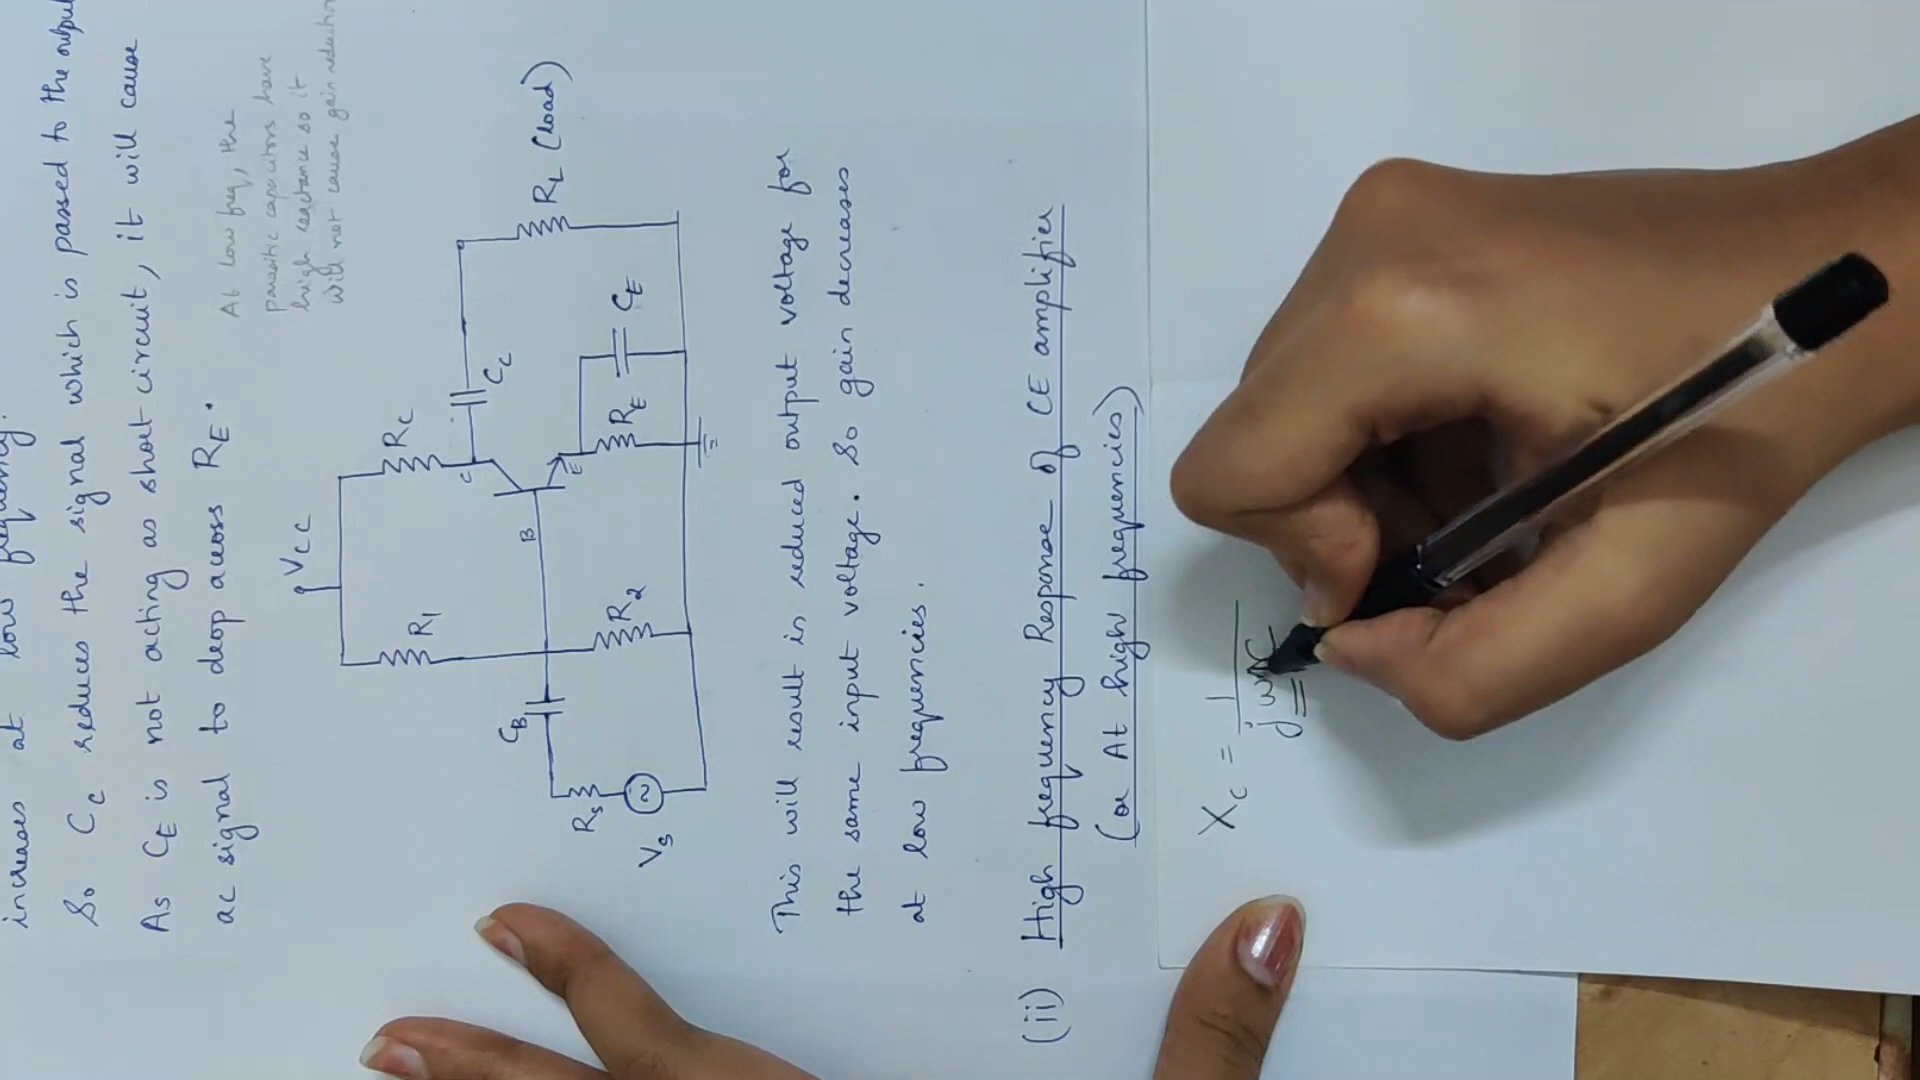 increases at low frequency.
So CC reduces the signal which is passed to the output
As CE is not acting as short circuit, it will cause
ac signal to drop across RE.
At low freq, the
parasitic capacitors have
high reactance so it
will not cause gain reduction
VCC
R1
RC
C
CC
RL (load)
B
E
RE
CE
R2
CB
RS
VS
This will result in reduced output voltage for
the same input voltage. So gain decreases
at low frequencies.
(ii) High frequency Response of CE amplifier
(or At high frequencies)
XC = 1
jωC